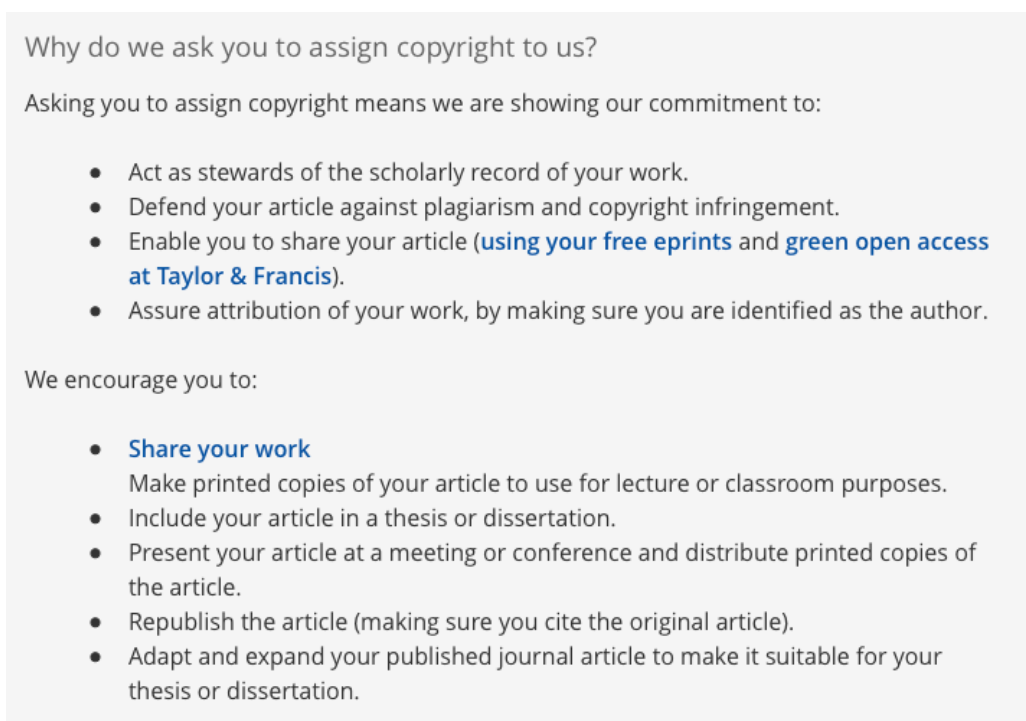 Why do we ask you to assign copyright to us?
Asking you to assign copyright means we are showing our commitment to:
• Act as stewards of the scholarly record of your work.
• Defend your article against plagiarism and copyright infringement.
• Enable you to share your article (using your free eprints and green open access
at Taylor & Francis).
• Assure attribution of your work, by making sure you are identified as the author.
We encourage you to:
• Share your work
Make printed copies of your article to use for lecture or classroom purposes.
• Include your article in a thesis or dissertation.
• Present your article at a meeting or conference and distribute printed copies of
the article.
• Republish the article (making sure you cite the original article).
• Adapt and expand your published journal article to make it suitable for your
thesis or dissertation.